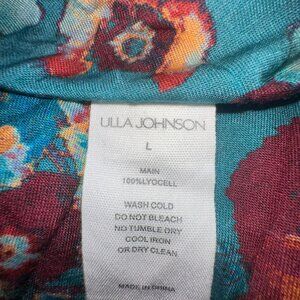 ULLA JOHNSON
L
MAIN
100%LYOCELL
WASH COLD
DO NOT BLEACH
NO TUMBLE DRY
COOL IRON
OR DRY CLEAN
MADE IN CHINA